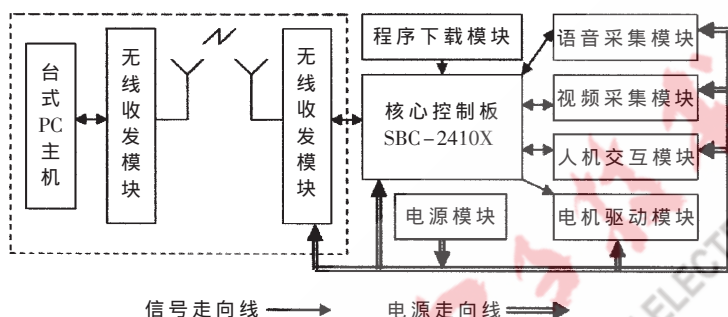 台式PC主机
无线收发模块
无线收发模块
程序下载模块
核心控制板
SBC-2410X
电源模块
语音采集模块
视频采集模块
人机交互模块
电机驱动模块
信号走向线
电源走向线
ELECTR